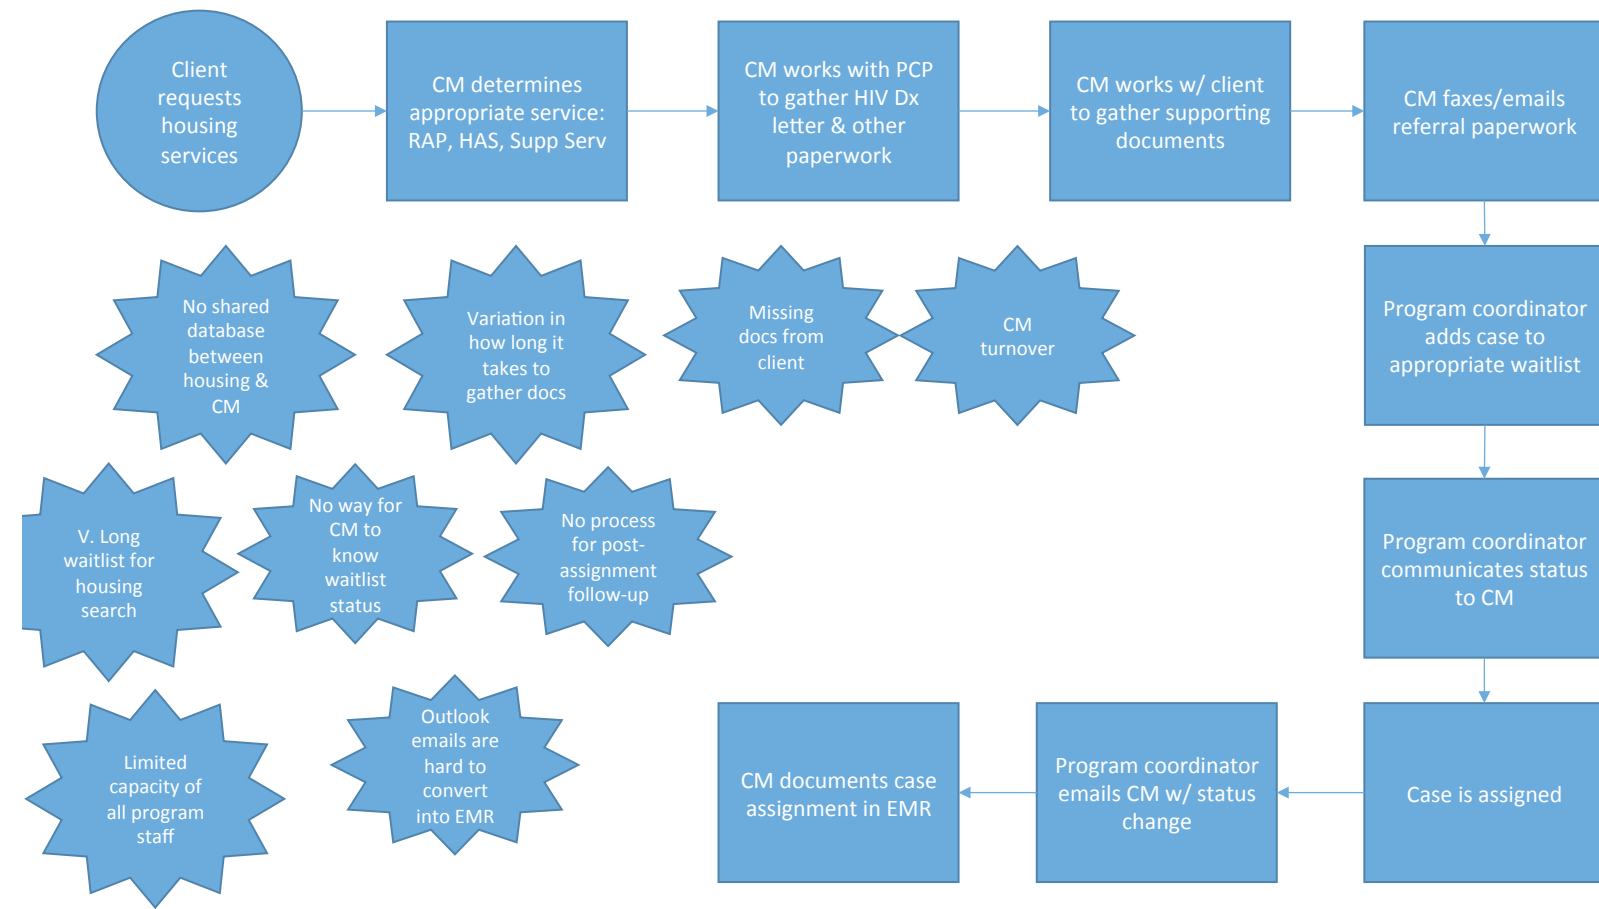 Client
requests
housing
services
CM determines
appropriate service:
RAP, HAS, Supp Serv
CM works with PCP
to gather HIV Dx
letter & other
paperwork
CM works w/ client
to gather supporting
documents
CM faxes/emails
referral paperwork
No shared
database
between
housing &
CM
Variation in
how long it
takes to
gather docs
Missing
docs from
client
CM
turnover
Program coordinator
adds case to
appropriate waitlist
V. Long
waitlist for
housing
search
No way for
CM to
know
waitlist
status
No process
for post-
assignment
follow-up
Program coordinator
communicates status
to CM
Limited
capacity of
all program
staff
Outlook
emails are
hard to
convert
into EMR
CM documents case
assignment in EMR
Program coordinator
emails CM w/ status
change
Case is assigned